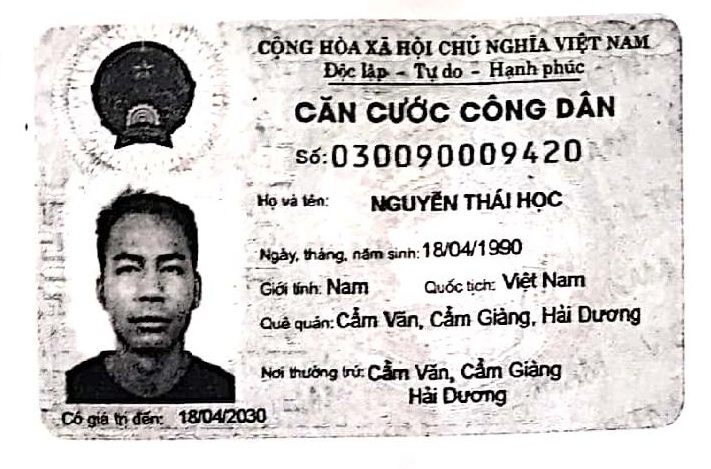 CỘNG HÒA XÃ HỘI CHỦ NGHĨA VIỆT NAM
Độc lập - Tự do - Hạnh phúc
CĂN CƯỚC CÔNG DÂN
Số: 030090009420
Họ và tên: NGUYỄN THÁI HỌC
Ngày, tháng, năm sinh: 18/04/1990
Giới tính: Nam Quốc tịch: Việt Nam
Quê quán: Cẩm Văn, Cẩm Giàng, Hải Dương
Nơi thường trú: Cẩm Văn, Cẩm Giàng
Hải Dương
Có giá trị đến: 18/04/2030